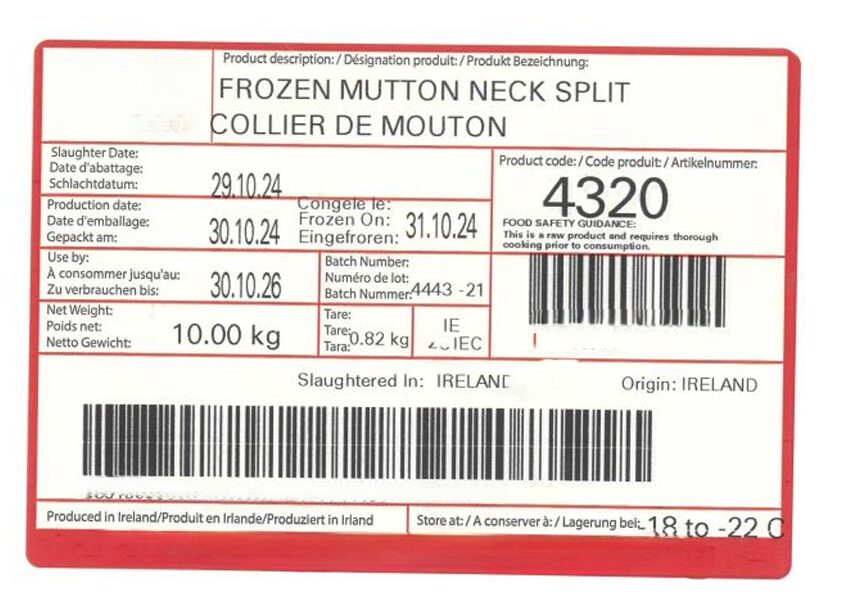 Product description: / Désignation produit: / Produkt Bezeichnung:
FROZEN MUTTON NECK SPLIT
COLLIER DE MOUTON
Slaughter Date:
Date d'abattage:
Schlachtdatum:
29.10.24
Production date:
Date d'emballage:
Gepackt am:
30.10.24
Congele le:
Frozen On:
Eingefroren:
31.10.24
Product code: / Code produit: / Artikelnummer:
4320
FOOD SAFETY GUIDANCE:
This is a raw product and requires thorough
cooking prior to consumption.
Use by:
À consommer jusqu'au:
Zu verbrauchen bis:
30.10.26
Batch Number:
Numéro de lot:
Batch Nummer:
4443 -21
Net Weight:
Poids net:
Netto Gewicht:
10.00 kg
Tare:
Tare:
Tara:
0.82 kg
IE
IEC
Slaughtered In: IRELAND
Origin: IRELAND
Produced in Ireland/Produit en Irlande/Produziert in Irland
Store at: / A conserver à: / Lagerung bei:
-18 to -22 C